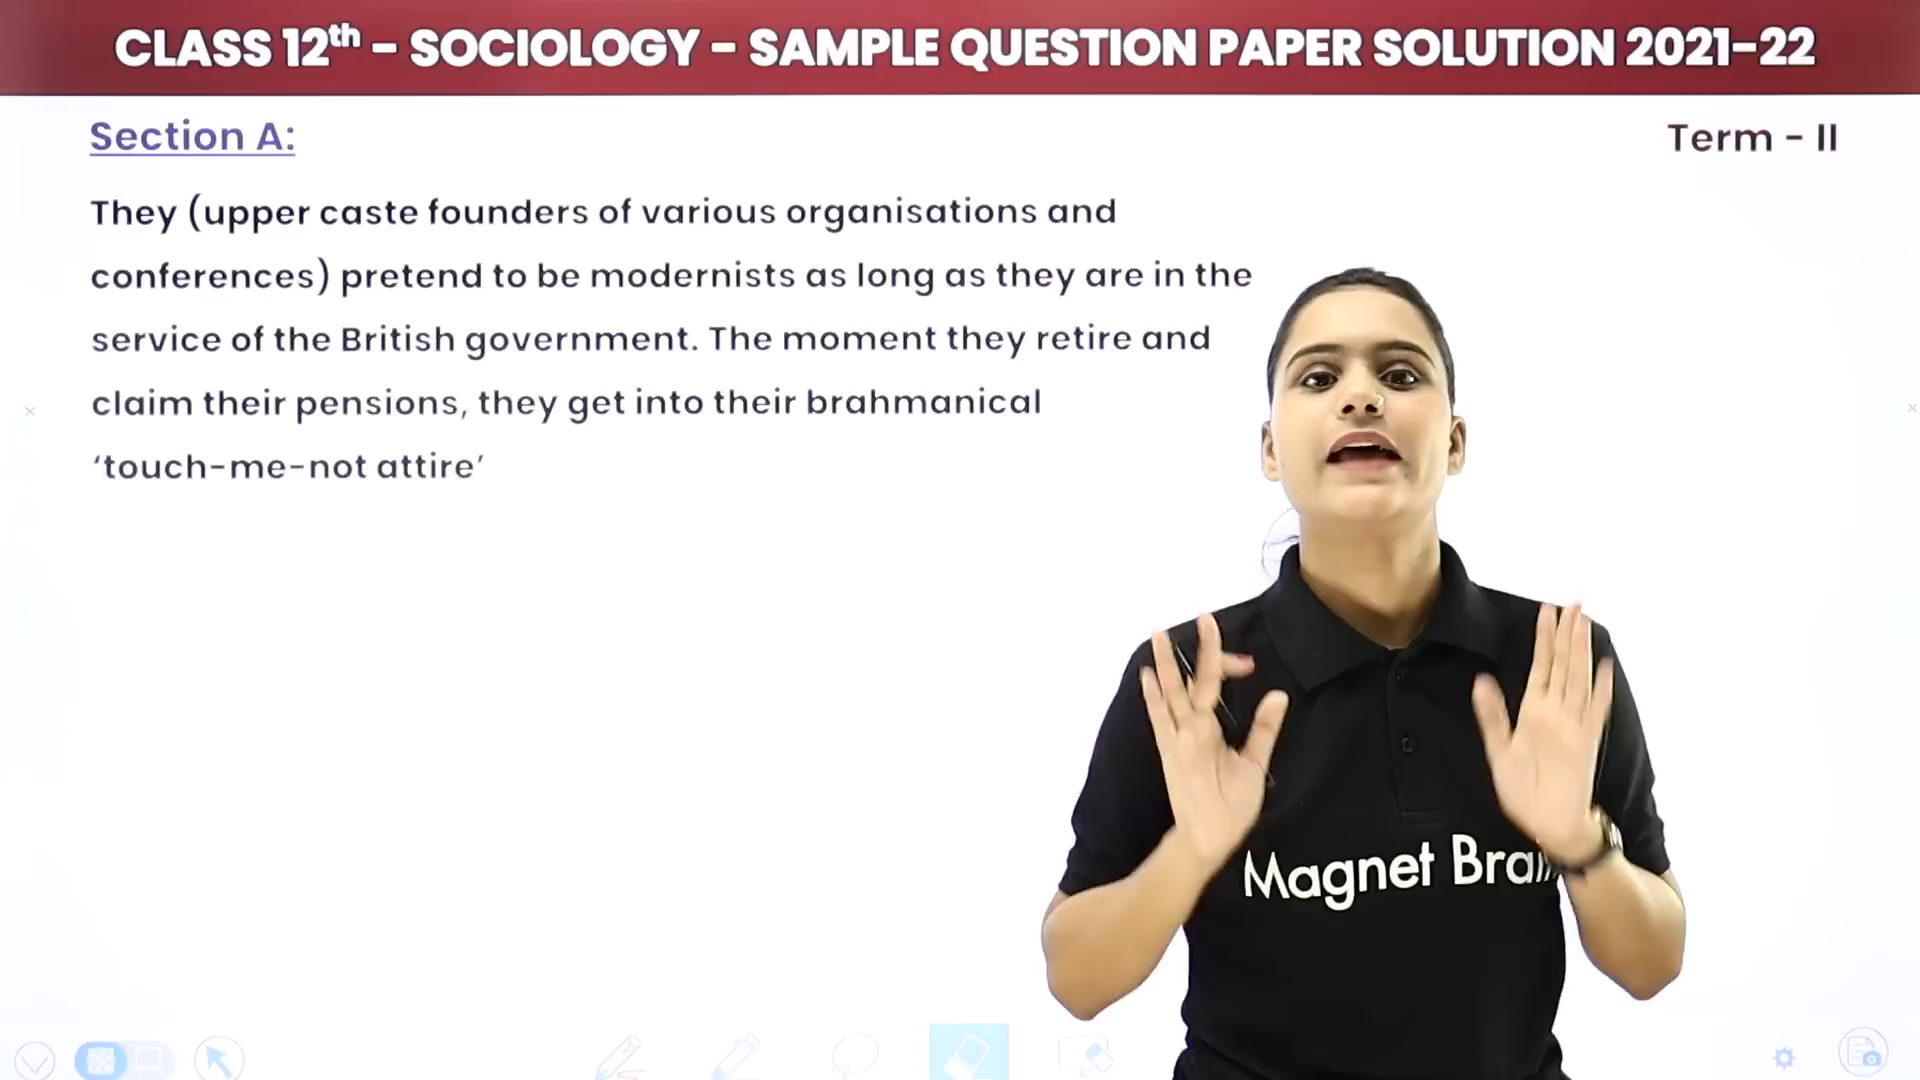 CLASS 12th - SOCIOLOGY - SAMPLE QUESTION PAPER SOLUTION 2021-22
Section A:
Term - II
They (upper caste founders of various organisations and
conferences) pretend to be modernists as long as they are in the
service of the British government. The moment they retire and
claim their pensions, they get into their brahmanical
‘touch-me-not attire’
Magnet Brai